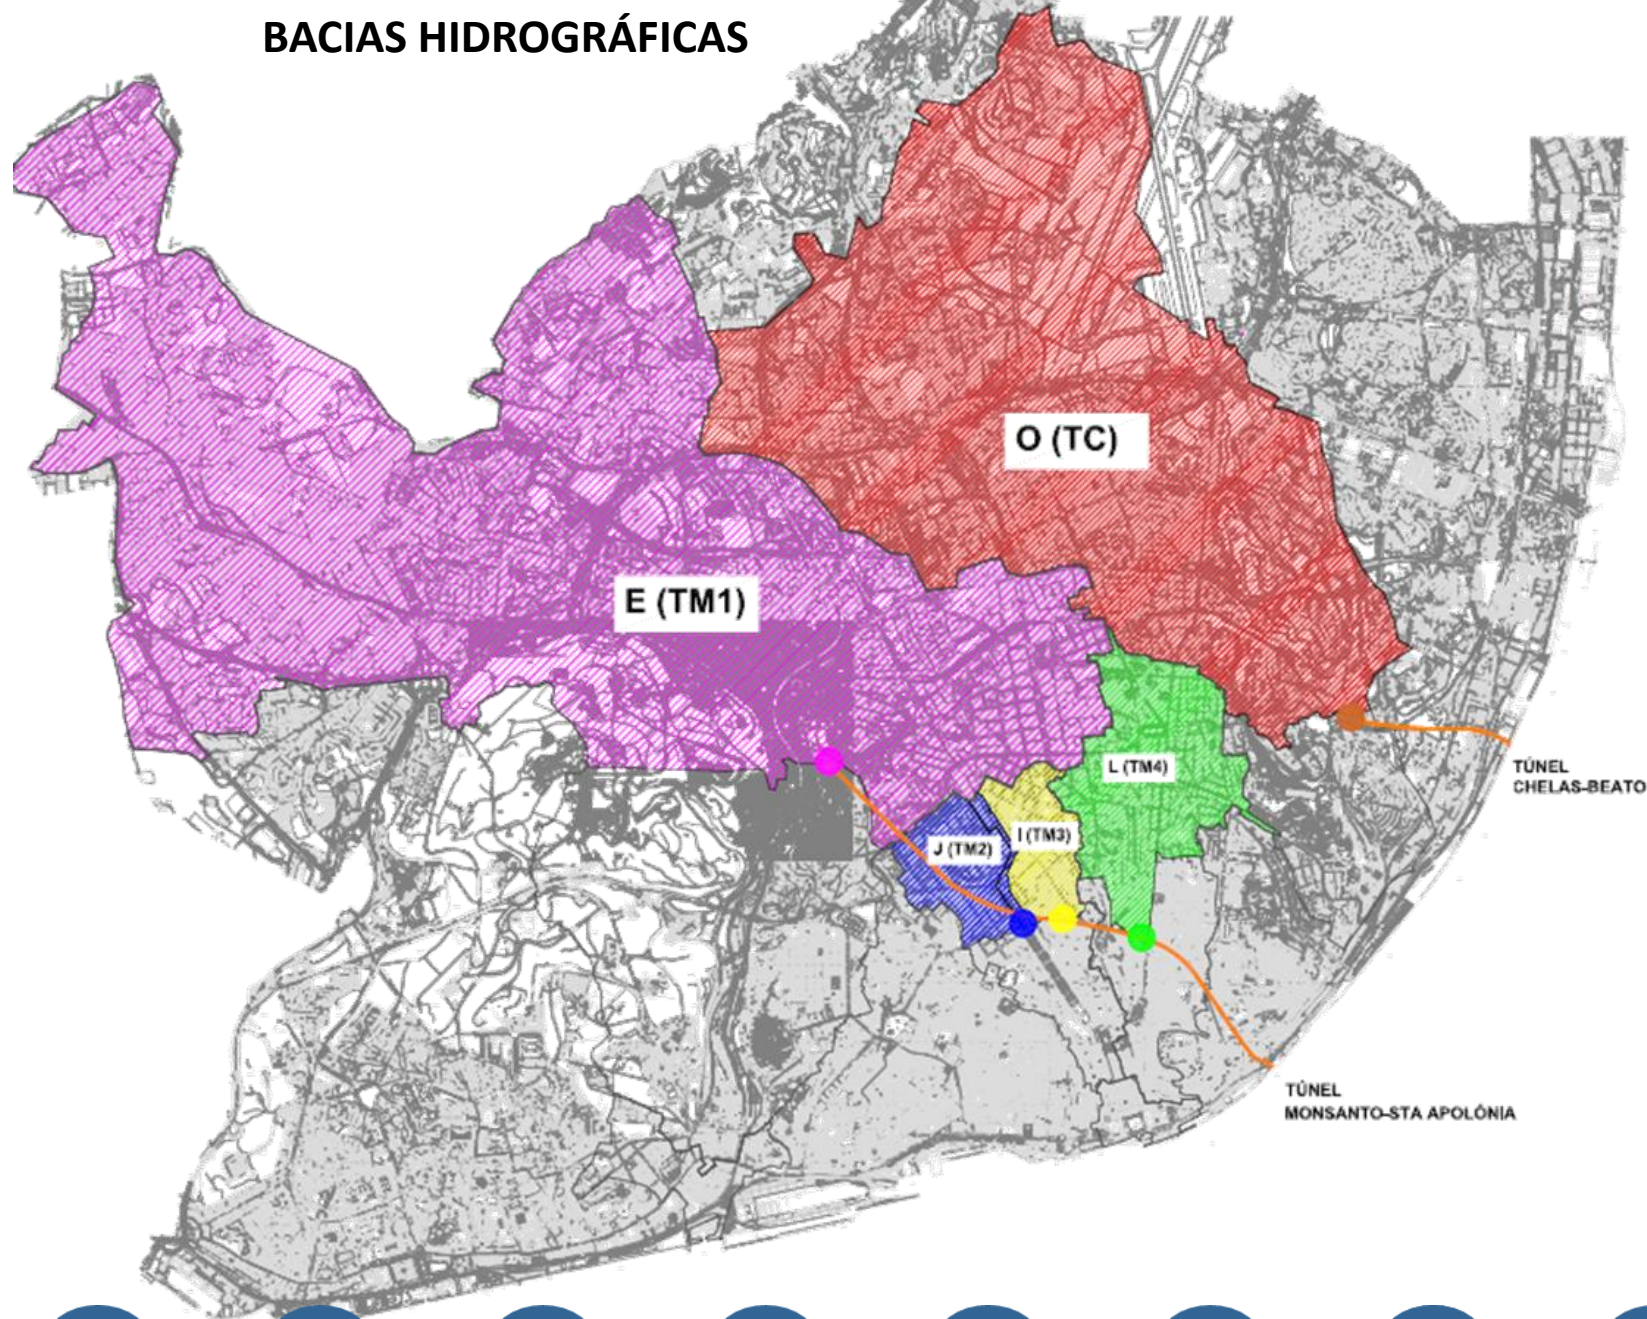 BACIAS HIDROGRÁFICAS
O (TC)
E (TM1)
L (TM4)
I (TM3)
J (TM2)
TÚNEL
CHELAS-BEATO
TÚNEL
MONSANTO-STA APOLÓNIA